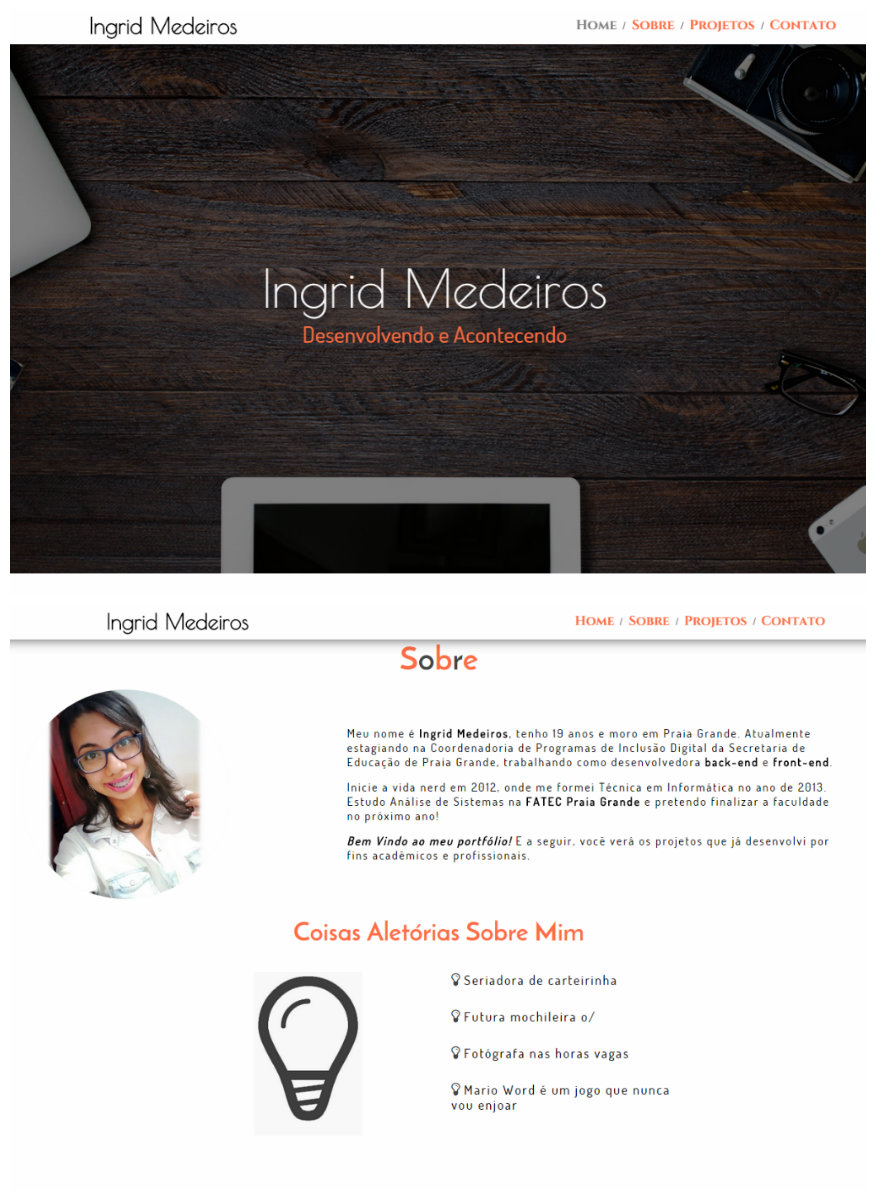 Ingrid Medeiros
Home / Sobre / Projetos / Contato
Ingrid Medeiros
Desenvolvendo e Acontecendo
Ingrid Medeiros
Home / Sobre / Projetos / Contato
Sobre
Meu nome é Ingrid Medeiros, tenho 19 anos e moro em Praia Grande. Atualmente
estagiando na Coordenadoria de Programas de Inclusão Digital da Secretaria de
Educação de Praia Grande, trabalhando como desenvolvedora back-end e front-end.
Inicie a vida nerd em 2012, onde me formei Técnica em Informática no ano de 2013.
Estudo Análise de Sistemas na FATEC Praia Grande e pretendo finalizar a faculdade
no próximo ano!
Bem Vindo ao meu portfólio! E a seguir, você verá os projetos que já desenvolvi por
fins acadêmicos e profissionais.
Coisas Aletórias Sobre Mim
Seriadora de carteirinha
Futura mochileira o/
Fotógrafa nas horas vagas
Mario Word é um jogo que nunca
vou enjoar